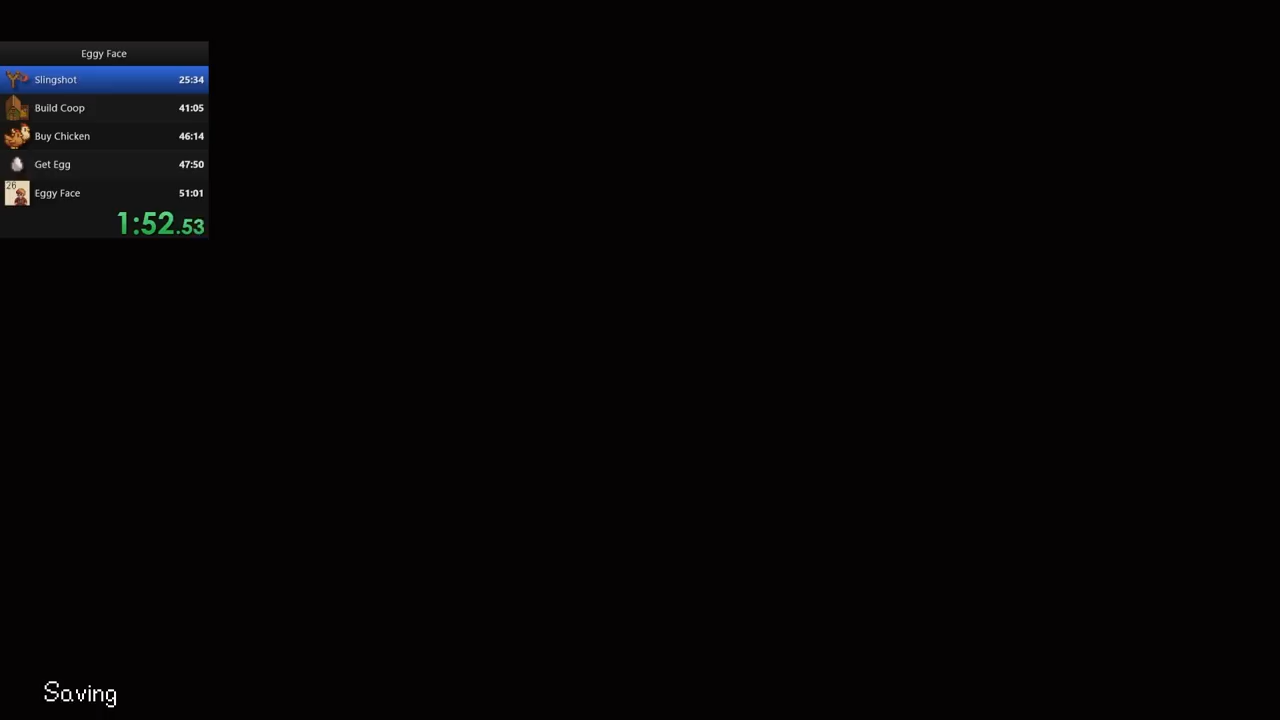 Eggy Face
Slingshot 25:34
Build Coop 41:05
Buy Chicken 46:14
Get Egg 47:50
26
Eggy Face 51:01
1:52.53
Saving